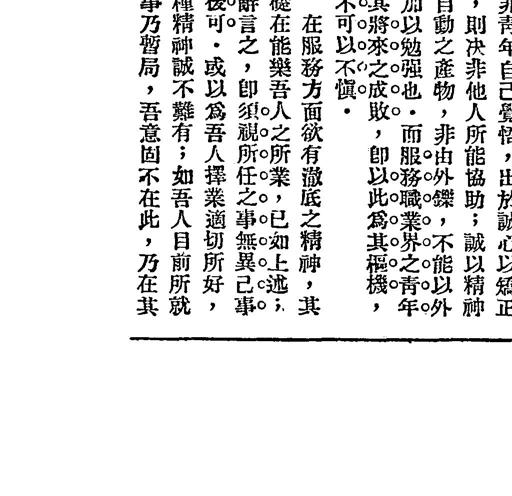 非青年自己覺悟，出於誠心以矯正
，則決非他人所能協助；誠以精神
自動之產物，非由外鑠，不能以外
加以勉强也．而服務職業界之青年
其將來之成敗，卽以此爲其樞機，
不可以不愼．
在服務方面欲有澈底之精神，其
礎在能樂吾人之所業，已如上述；
辭言之，卽須視所任之事無異己事
後可．或以爲吾人擇業適切所好，
種精神誠不難有；如吾人目前所就
事乃暫局，吾意固不在此，乃在其